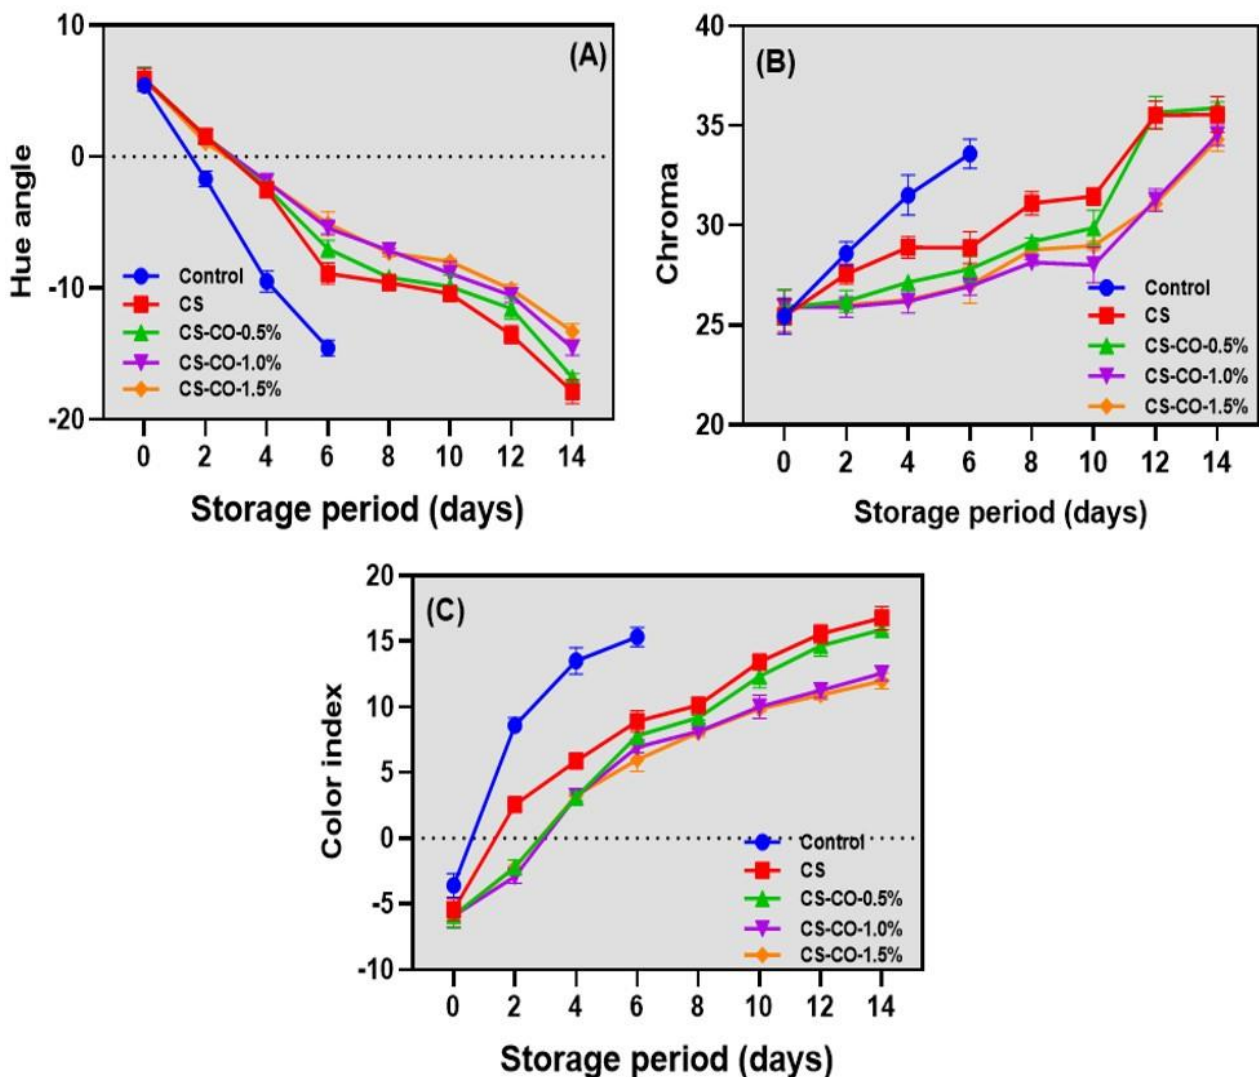 (A)
Hue angle
10
0
-10
-20
Control
CS
CS-CO-0.5%
CS-CO-1.0%
CS-CO-1.5%
0 2 4 6 8 10 12 14
Storage period (days)
(B)
Chroma
40
35
30
25
20
Control
CS
CS-CO-0.5%
CS-CO-1.0%
CS-CO-1.5%
0 2 4 6 8 10 12 14
Storage period (days)
(C)
Color index
20
15
10
5
0
-5
-10
Control
CS
CS-CO-0.5%
CS-CO-1.0%
CS-CO-1.5%
0 2 4 6 8 10 12 14
Storage period (days)